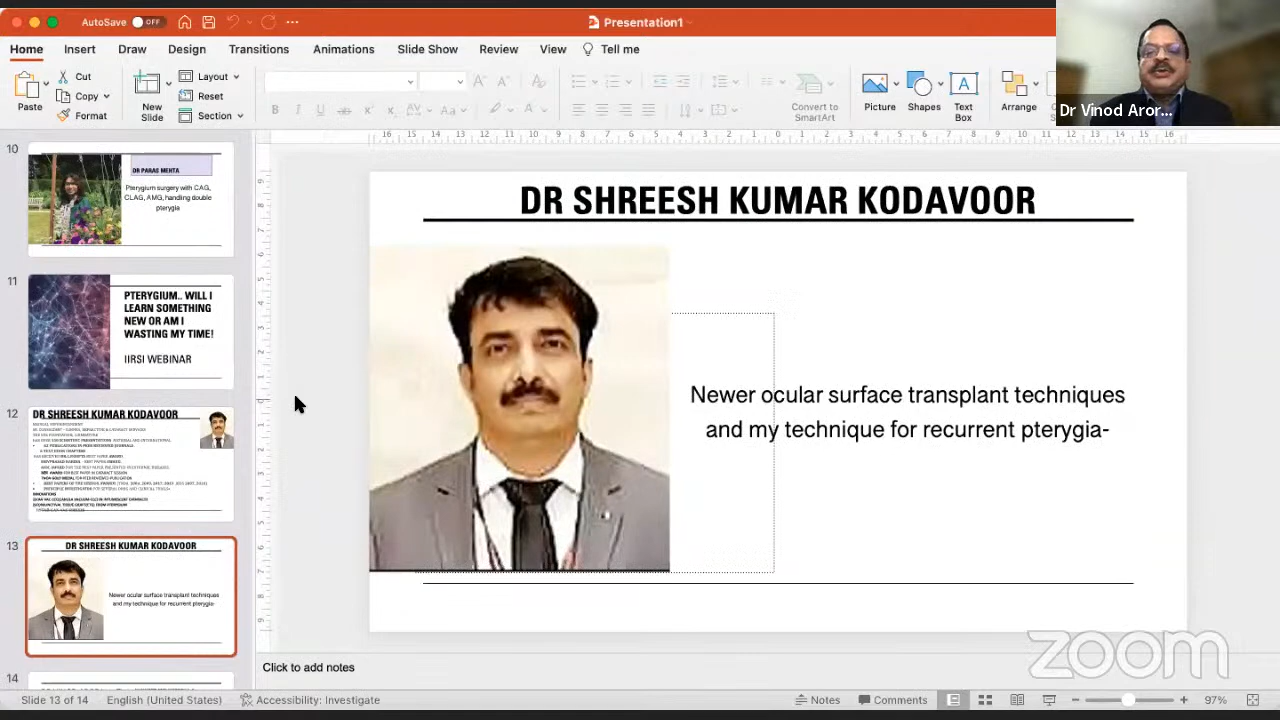 AutoSave OFF
Presentation1
Home Insert Draw Design Transitions Animations Slide Show Review View Tell me
Paste
Cut
Copy
Format
New
Slide
Layout
Reset
Section
Convert to
SmartArt
Picture
Shapes
Text
Box
Arrange
Dr Vinod Aror...
10
DR PARAS MEHTA
Pterygium surgery with CAG,
CLAG, AMG, handing double
pterygia
11
PTERYGIUM.. WILL I
LEARN SOMETHING
NEW OR AM I
WASTING MY TIME!
IIRSI WEBINAR
12
DR SHREESH KUMAR KODAVOOR
13
DR SHREESH KUMAR KODAVOOR
Newer ocular surface transplant techniques
and my technique for recurrent pterygia-
14
DR SHREESH KUMAR KODAVOOR
Newer ocular surface transplant techniques
and my technique for recurrent pterygia-
zoom
Click to add notes
Slide 13 of 14 English (United States) Accessibility: Investigate Notes Comments 97%